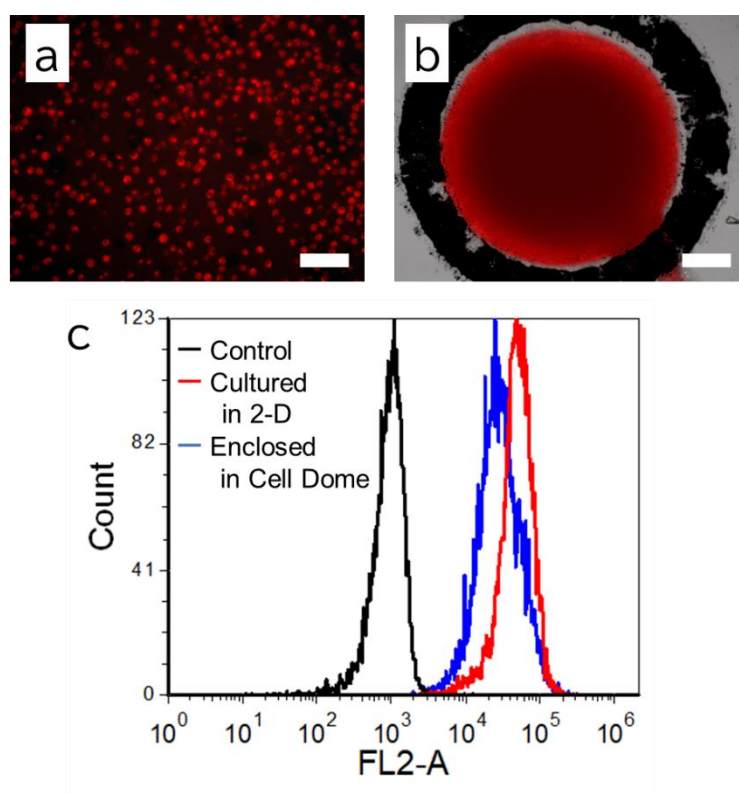 a
b
c
123
82
41
0
Count
Control
Cultured
in 2-D
Enclosed
in Cell Dome
10^0 10^1 10^2 10^3 10^4 10^5 10^6
FL2-A